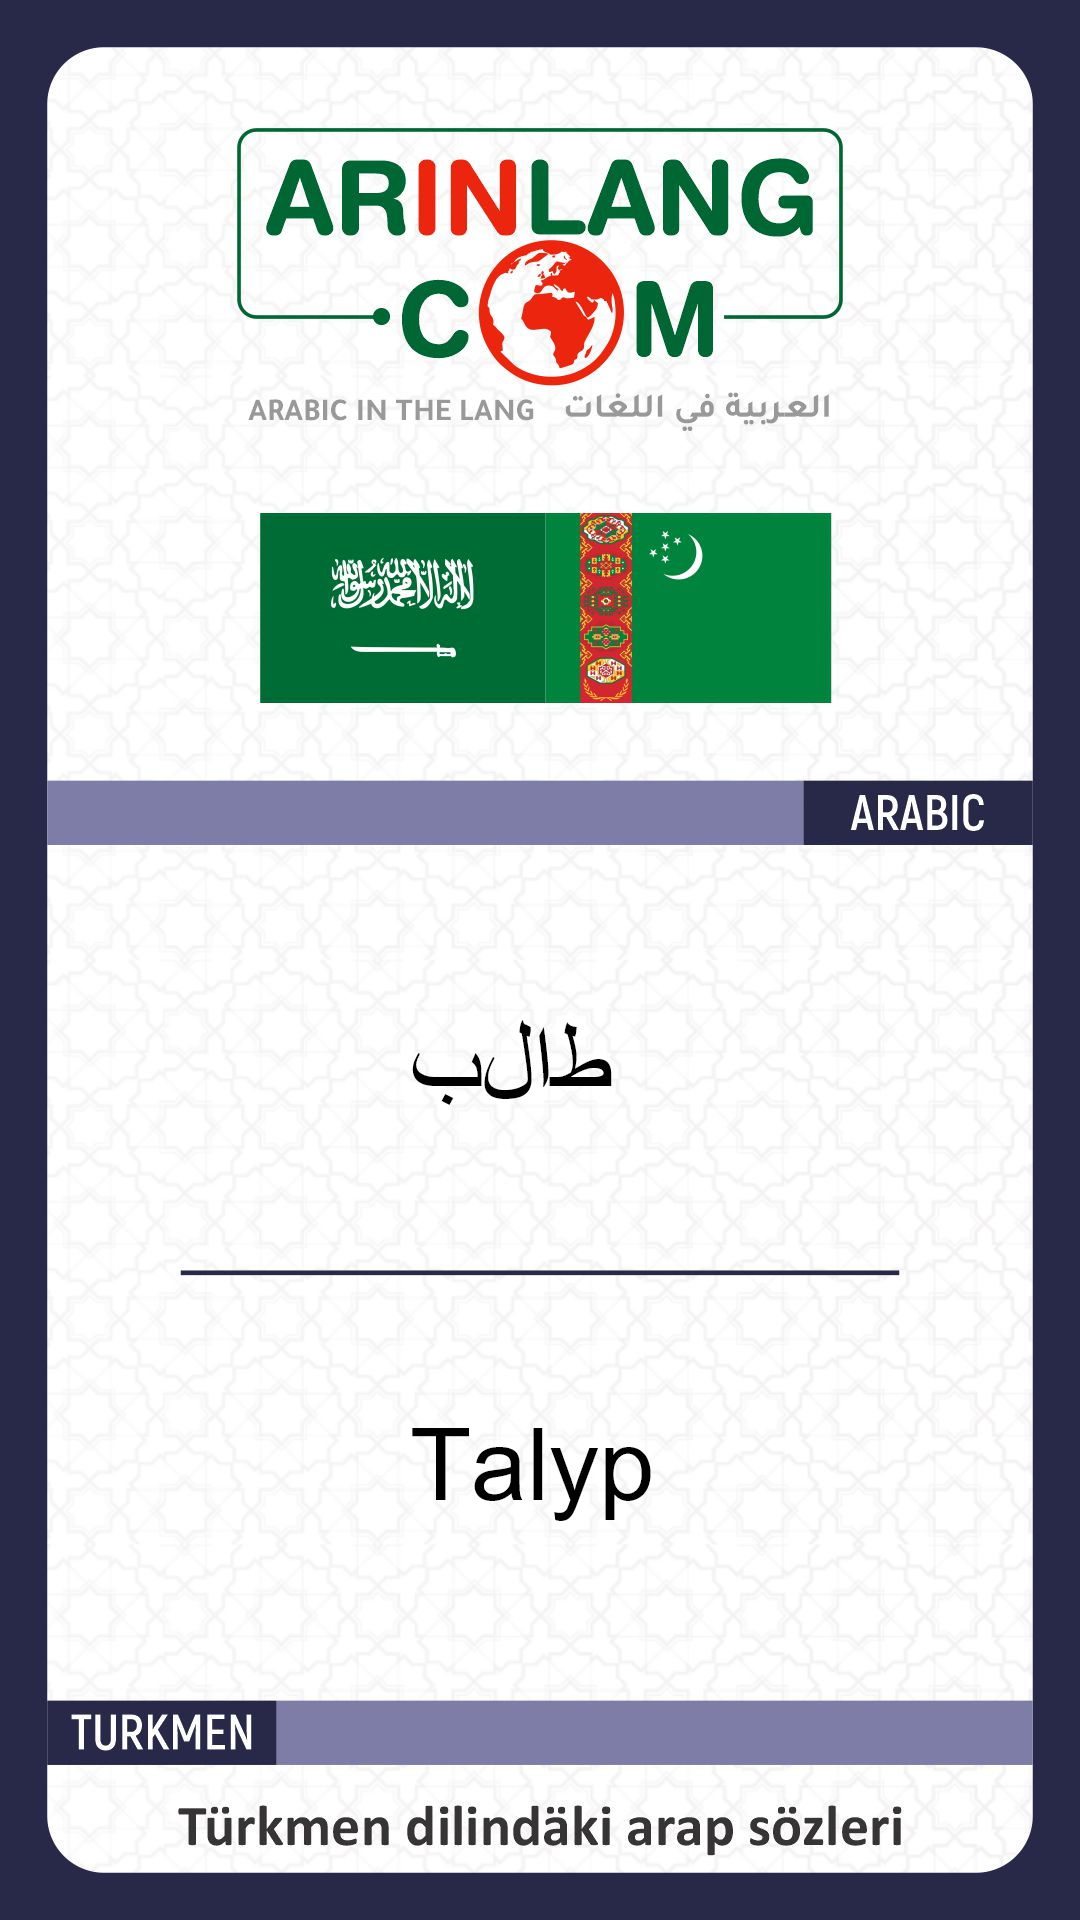 ARINLANG
.COM
ARABIC IN THE LANG العربية في اللغات
لا إله إلا الله محمد رسول الله
ARABIC
طالب
Talyp
TURKMEN
Türkmen dilindäki arap sözleri